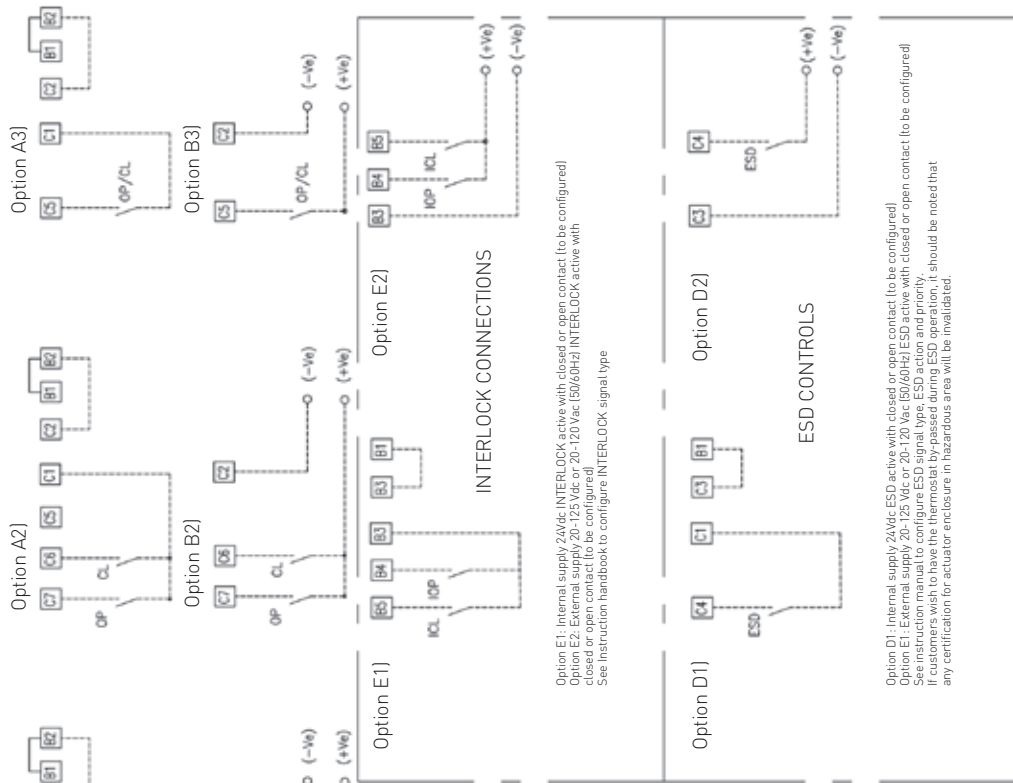 Option A2)
Option A3)
B1 B2
C7 C6 C5 C1 C2 B1 B2
C5 C1 C2 B1 B2
OP CL
OP/CL
Option B2)
Option B3)
C7 C6 C2
C5 C2
OP CL
OP/CL
(-Ve)
(+Ve)
(-Ve)
(+Ve)
(-Ve)
(+Ve)
Option E1)
Option E2)
B5 B4 B3 B3 B1
B3 B4 B5
ICL IOP
IOP ICL
(+Ve)
(-Ve)
INTERLOCK CONNECTIONS
Option E1: Internal supply 24Vdc INTERLOCK active with closed or open contact (to be configured)
Option E2: External supply 20-125 Vdc or 20-120 Vac (50/60Hz) INTERLOCK active with
closed or open contact (to be configured)
See Instruction handbook to configure INTERLOCK signal type
Option D1)
Option D2)
C4 C1 C3 B1
C3 C4
ESD
ESD
(+Ve)
(-Ve)
ESD CONTROLS
Option D1: Internal supply 24Vdc ESD active with closed or open contact (to be configured)
Option E1: External supply 20-125 Vdc or 20-120 Vac (50/60Hz) ESD active with closed or open contact (to be configured)
See instruction manual to configure ESD signal type, ESD action and priority.
If customers wish to have the thermostat by-passed during ESD operation, it should be noted that
any certification for actuator enclosure in hazardous area will be invalidated.